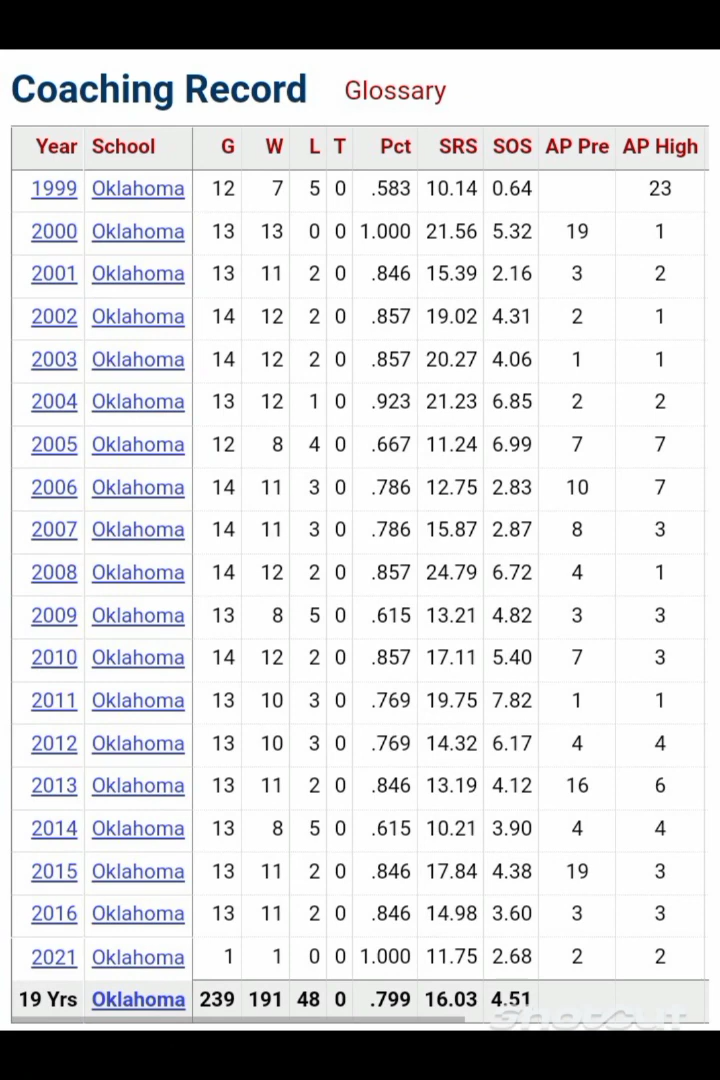 Coaching Record Glossary
Year School G W L T Pct SRS SOS AP Pre AP High
1999 Oklahoma 12 7 5 0 .583 10.14 0.64 23
2000 Oklahoma 13 13 0 0 1.000 21.56 5.32 19 1
2001 Oklahoma 13 11 2 0 .846 15.39 2.16 3 2
2002 Oklahoma 14 12 2 0 .857 19.02 4.31 2 1
2003 Oklahoma 14 12 2 0 .857 20.27 4.06 1 1
2004 Oklahoma 13 12 1 0 .923 21.23 6.85 2 2
2005 Oklahoma 12 8 4 0 .667 11.24 6.99 7 7
2006 Oklahoma 14 11 3 0 .786 12.75 2.83 10 7
2007 Oklahoma 14 11 3 0 .786 15.87 2.87 8 3
2008 Oklahoma 14 12 2 0 .857 24.79 6.72 4 1
2009 Oklahoma 13 8 5 0 .615 13.21 4.82 3 3
2010 Oklahoma 14 12 2 0 .857 17.11 5.40 7 3
2011 Oklahoma 13 10 3 0 .769 19.75 7.82 1 1
2012 Oklahoma 13 10 3 0 .769 14.32 6.17 4 4
2013 Oklahoma 13 11 2 0 .846 13.19 4.12 16 6
2014 Oklahoma 13 8 5 0 .615 10.21 3.90 4 4
2015 Oklahoma 13 11 2 0 .846 17.84 4.38 19 3
2016 Oklahoma 13 11 2 0 .846 14.98 3.60 3 3
2021 Oklahoma 1 1 0 0 1.000 11.75 2.68 2 2
19 Yrs Oklahoma 239 191 48 0 .799 16.03 4.51
ShotCut